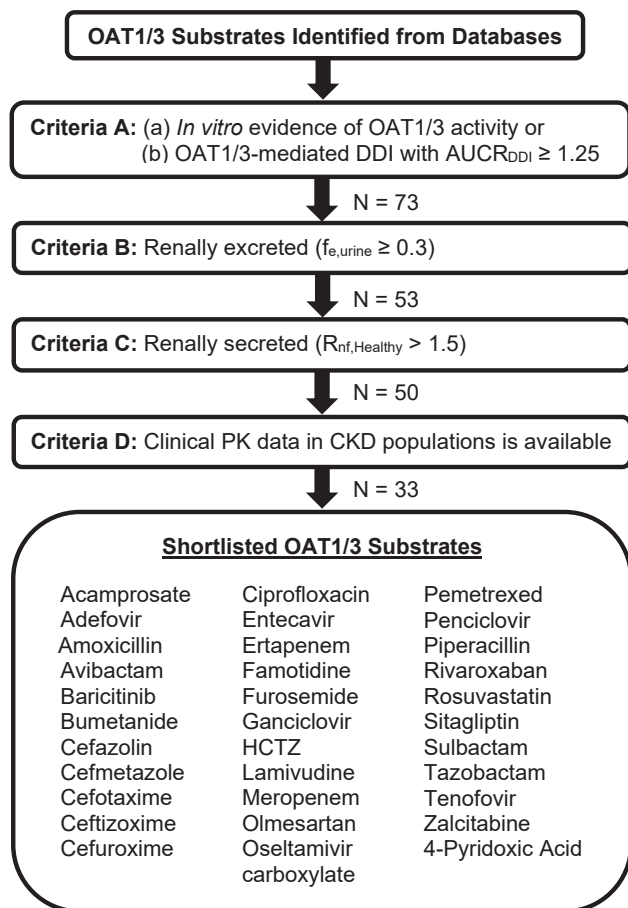 OAT1/3 Substrates Identified from Databases
Criteria A: (a) In vitro evidence of OAT1/3 activity or
(b) OAT1/3-mediated DDI with AUCR_DDI ≥ 1.25
N = 73
Criteria B: Renally excreted (f_e,urine ≥ 0.3)
N = 53
Criteria C: Renally secreted (R_nf,Healthy > 1.5)
N = 50
Criteria D: Clinical PK data in CKD populations is available
N = 33
Shortlisted OAT1/3 Substrates
Acamprosate
Adefovir
Amoxicillin
Avibactam
Baricitinib
Bumetanide
Cefazolin
Cefmetazole
Cefotaxime
Ceftizoxime
Cefuroxime
Ciprofloxacin
Entecavir
Ertapenem
Famotidine
Furosemide
Ganciclovir
HCTZ
Lamivudine
Meropenem
Olmesartan
Oseltamivir
carboxylate
Pemetrexed
Penciclovir
Piperacillin
Rivaroxaban
Rosuvastatin
Sitagliptin
Sulbactam
Tazobactam
Tenofovir
Zalcitabine
4-Pyridoxic Acid